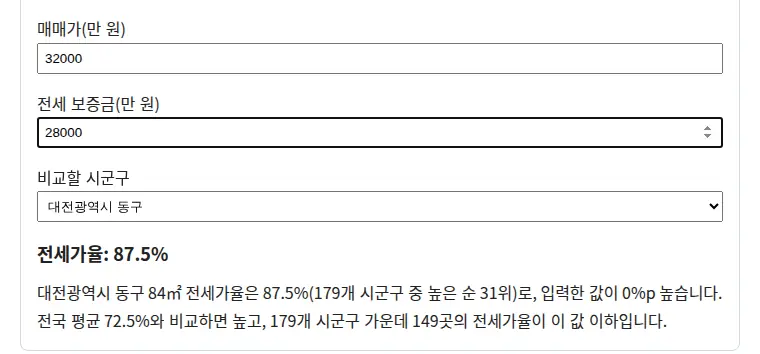 매매가(만 원)
32000
전세 보증금(만 원)
28000
비교할 시군구
대전광역시 동구
전세가율: 87.5%
대전광역시 동구 84㎡ 전세가율은 87.5%(179개 시군구 중 높은 순 31위)로, 입력한 값이 0%p 높습니다.
전국 평균 72.5%와 비교하면 높고, 179개 시군구 가운데 149곳의 전세가율이 이 값 이하입니다.